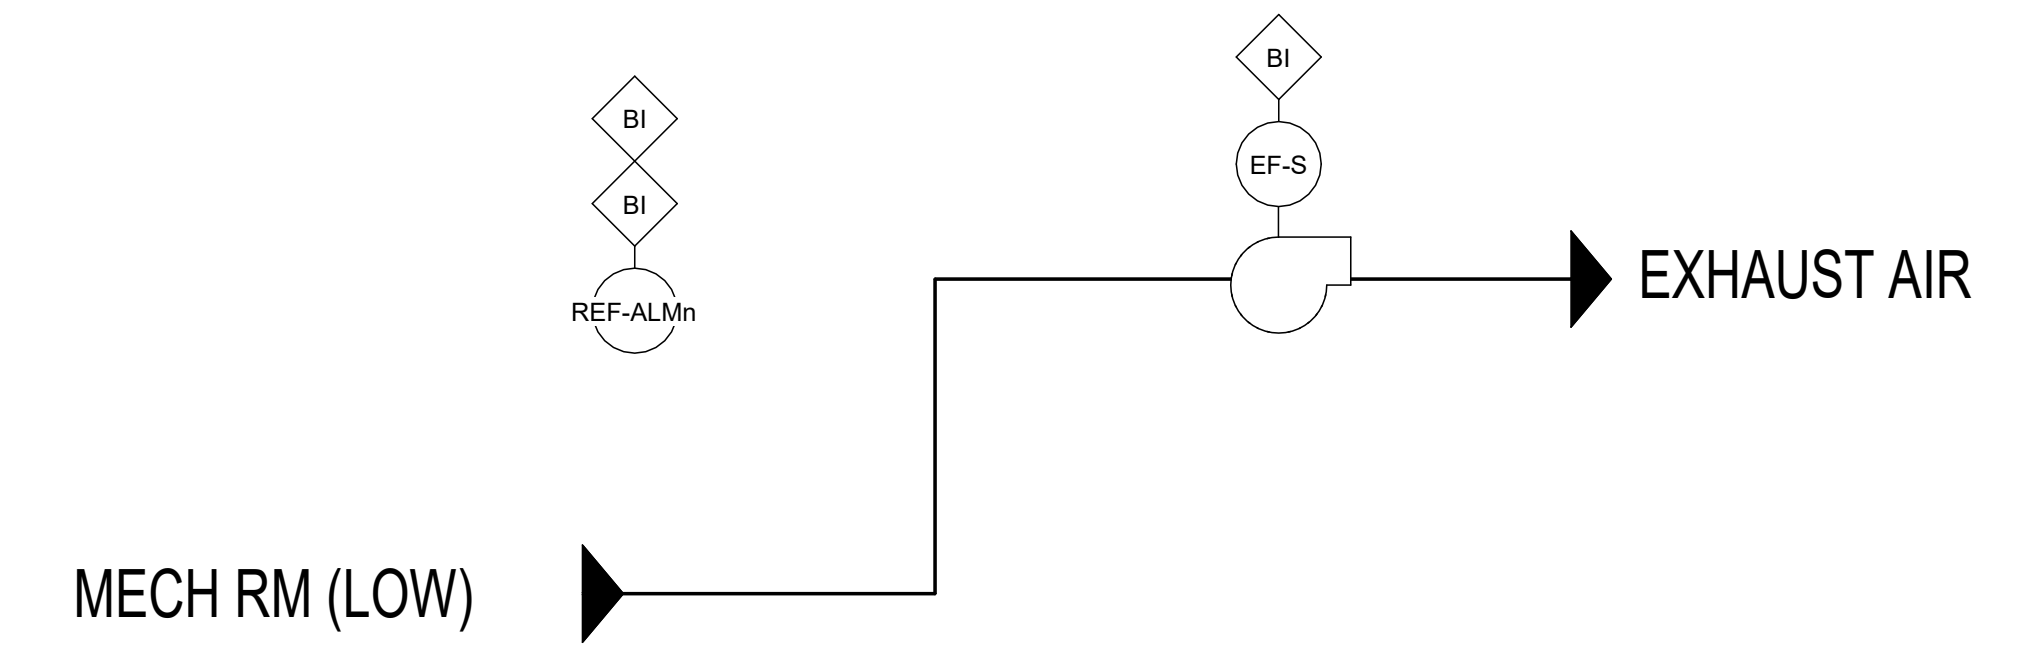 BI
BI
EF-S
BI
REF-ALMn
EXHAUST AIR
MECH RM (LOW)